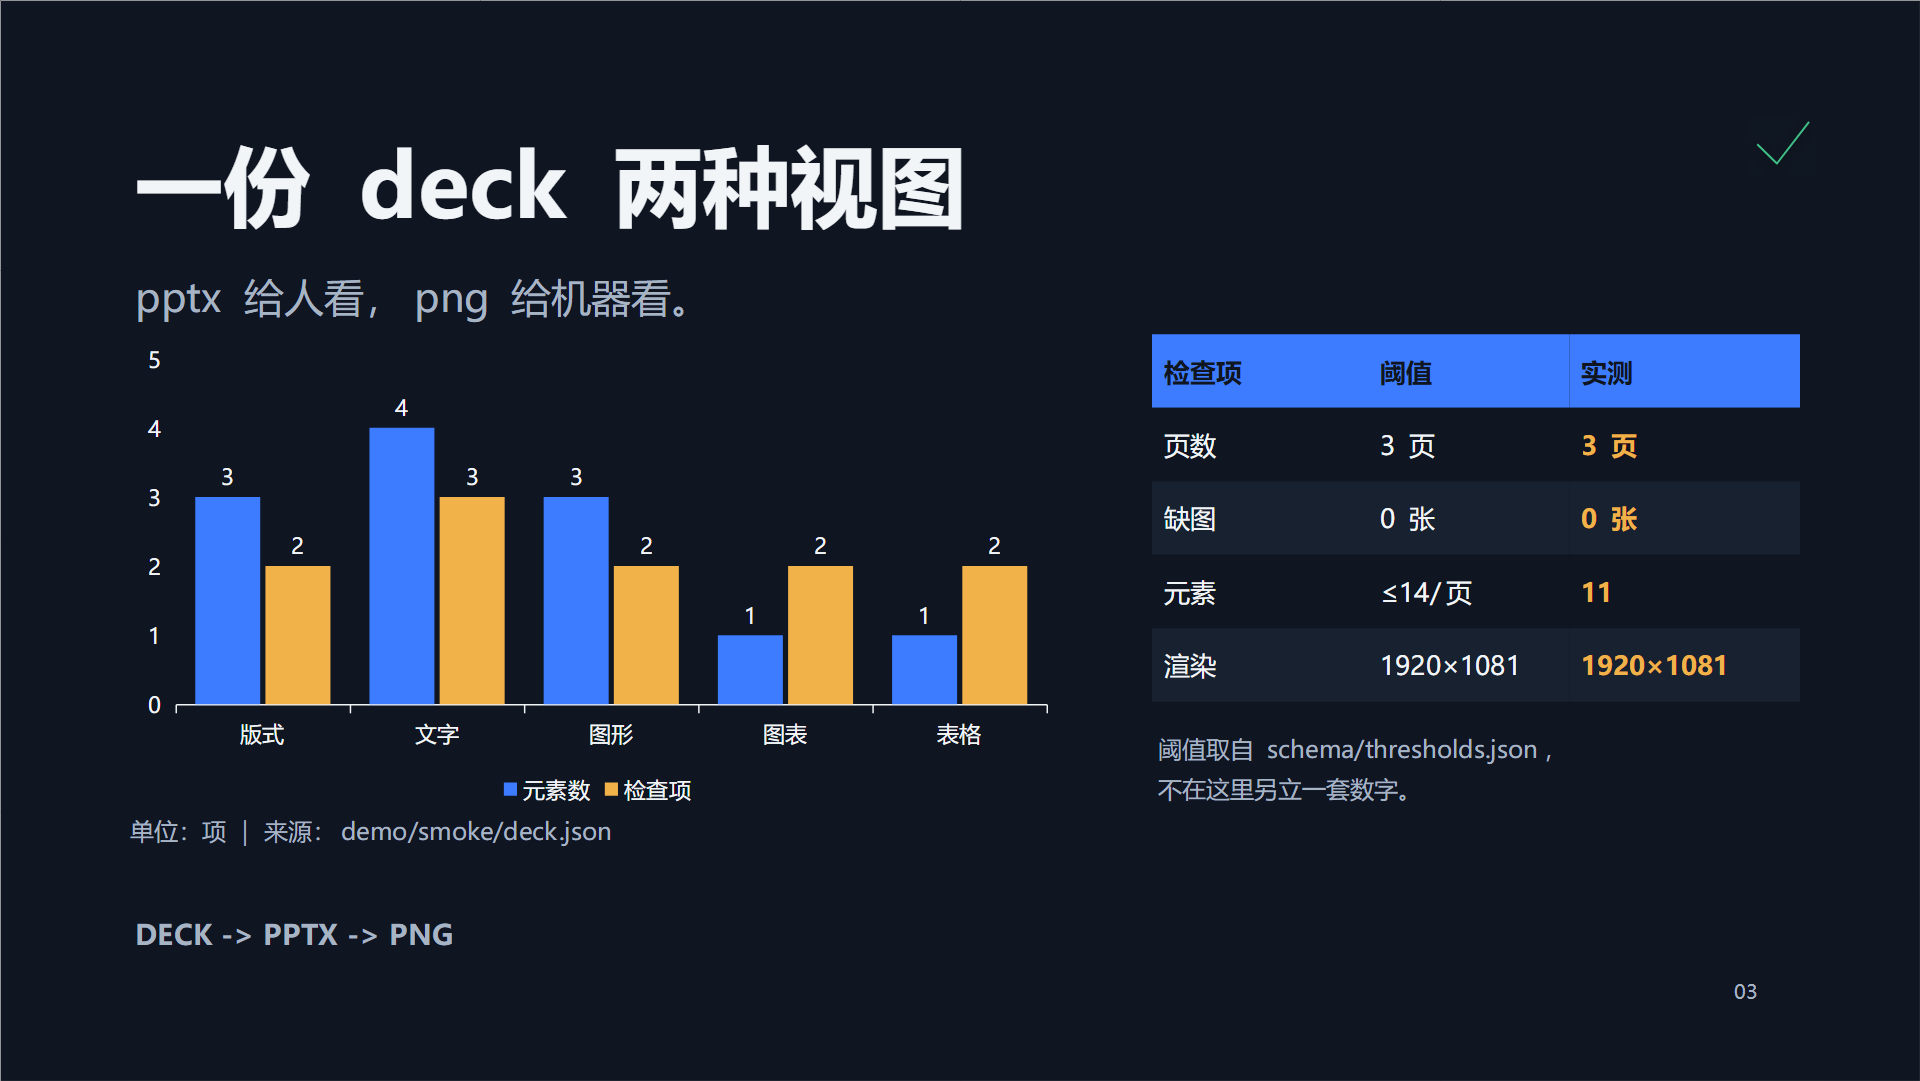 一份 deck 两种视图
pptx 给人看， png 给机器看。
5
4
3
2
1
0
3
2
4
3
3
2
1
2
1
2
版式
文字
图形
图表
表格
元素数
检查项
单位：项 | 来源： demo/smoke/deck.json
检查项 阈值 实测
页数 3 页 3 页
缺图 0 张 0 张
元素 ≤14/页 11
渲染 1920×1081 1920×1081
阈值取自 schema/thresholds.json，
不在这里另立一套数字。
DECK -> PPTX -> PNG
03